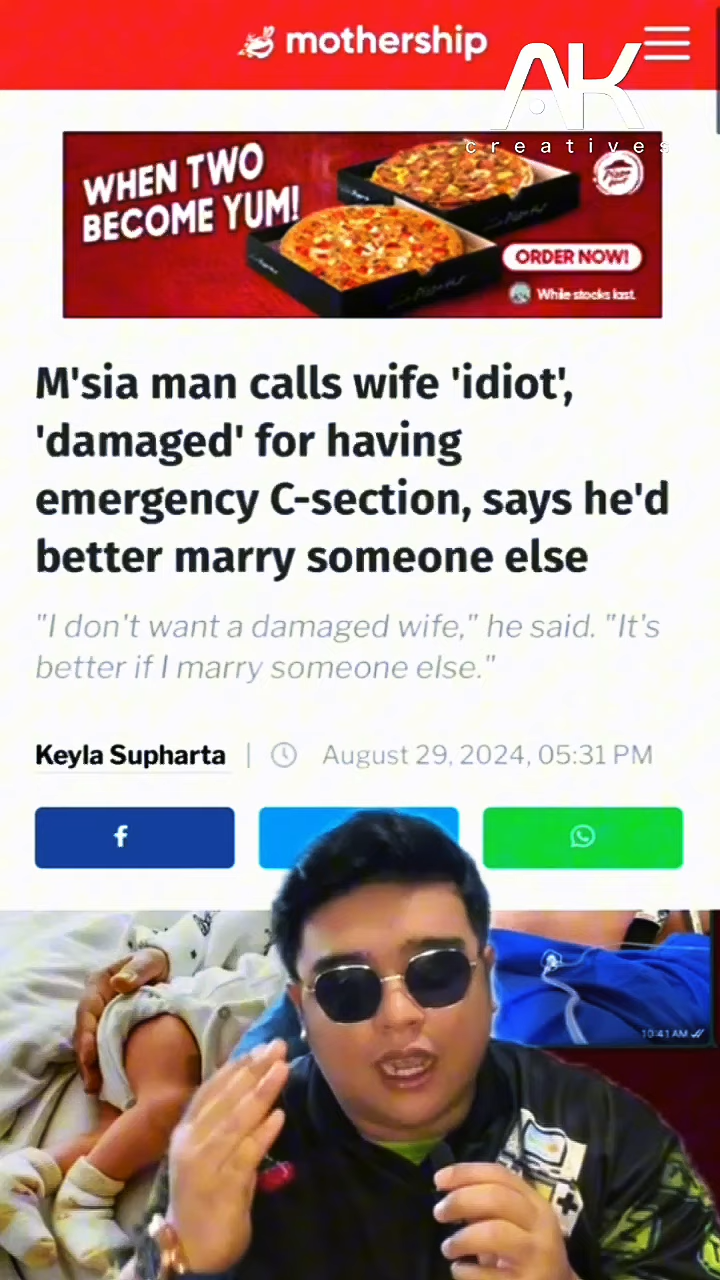 mothership
AK
creatives
WHEN TWO
BECOME YUM!
Pizza
ORDER NOW!
While stocks last.
M'sia man calls wife 'idiot',
'damaged' for having
emergency C-section, says he'd
better marry someone else
"I don't want a damaged wife," he said. "It's
better if I marry someone else."
Keyla Supharta | August 29, 2024, 05:31 PM
f
10:41 AM